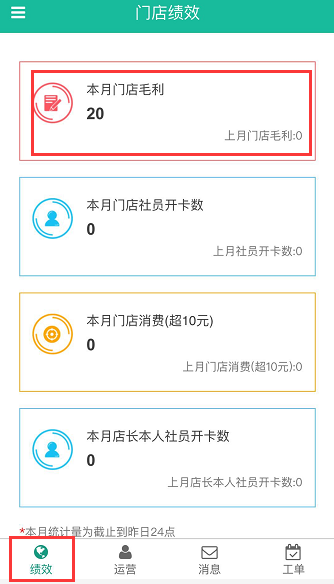 门店绩效
本月门店毛利
20
上月门店毛利:0
本月门店社员开卡数
0
上月社员开卡数:0
本月门店消费(超10元)
0
上月门店消费(超10元):0
本月店长本人社员开卡数
0
上月店长本人社员开卡数:0
*本月统计量为截止到昨日24点
绩效 运营 消息 工单